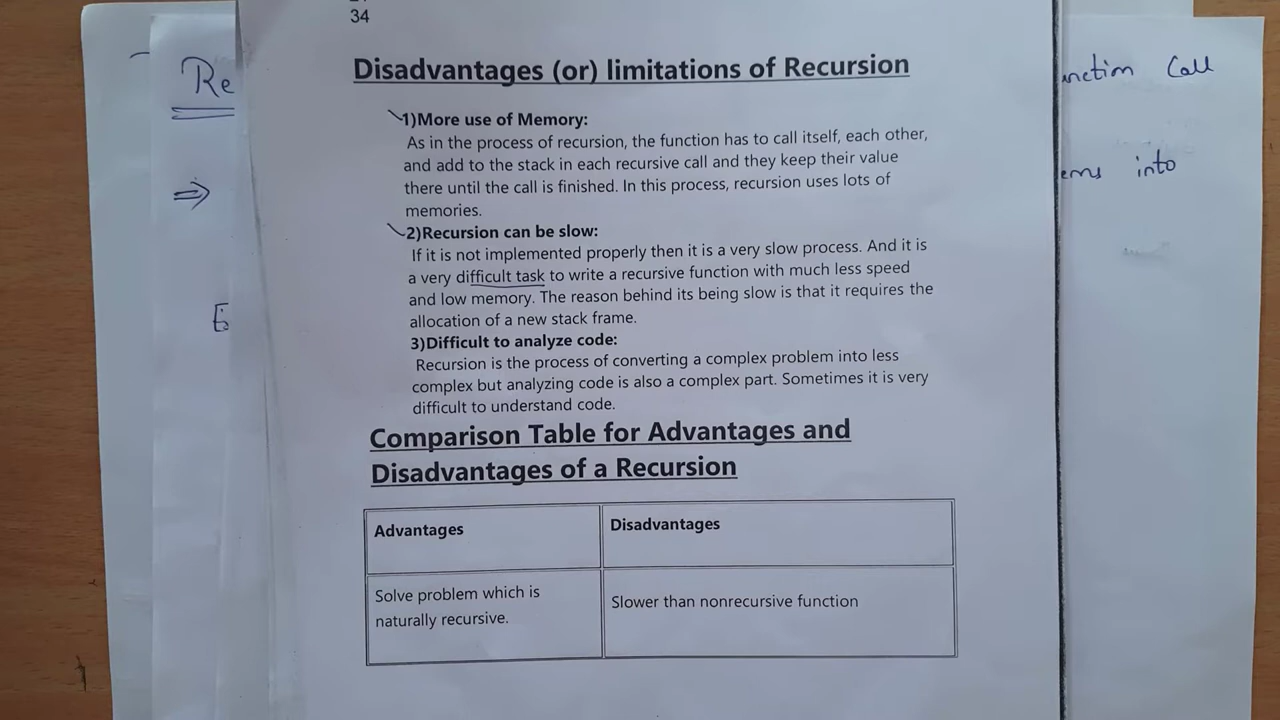 34
Disadvantages (or) limitations of Recursion
Re
nction Call
1)More use of Memory:
As in the process of recursion, the function has to call itself, each other,
and add to the stack in each recursive call and they keep their value
there until the call is finished. In this process, recursion uses lots of
memories.
ems into
2)Recursion can be slow:
If it is not implemented properly then it is a very slow process. And it is
a very difficult task to write a recursive function with much less speed
and low memory. The reason behind its being slow is that it requires the
allocation of a new stack frame.
3)Difficult to analyze code:
Recursion is the process of converting a complex problem into less
complex but analyzing code is also a complex part. Sometimes it is very
difficult to understand code.
Comparison Table for Advantages and
Disadvantages of a Recursion
Advantages
Disadvantages
Solve problem which is
naturally recursive.
Slower than nonrecursive function